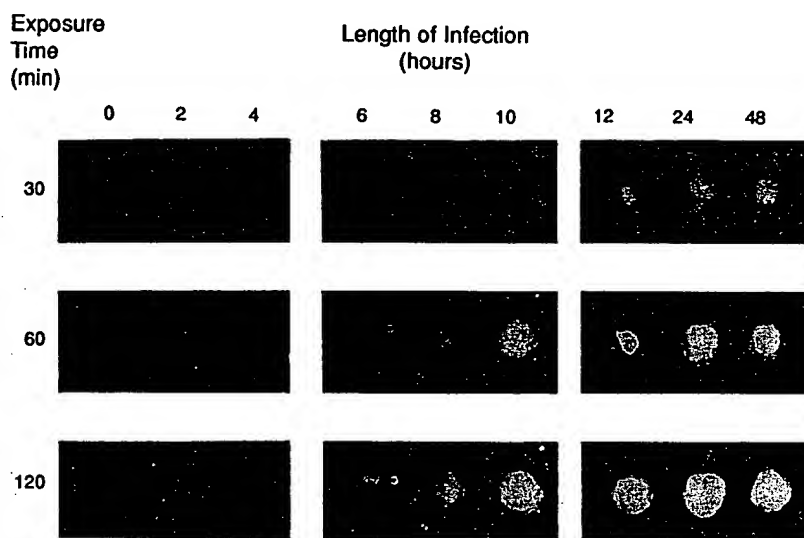 Exposure
Time
(min)
Length of Infection
(hours)
0 2 4 6 8 10 12 24 48
30
60
120